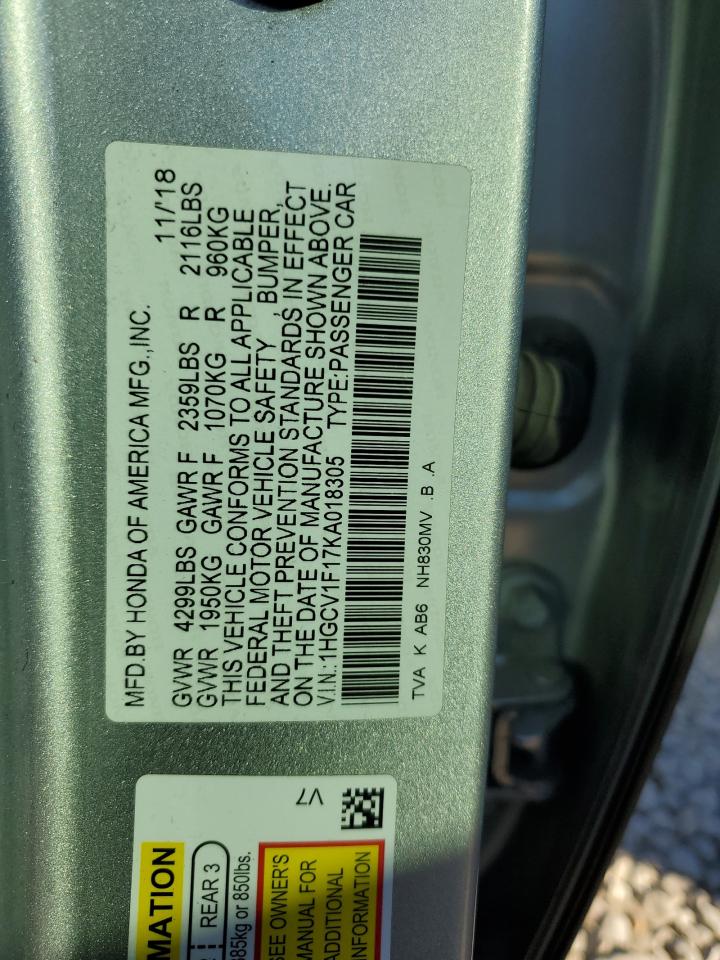 MFD.BY HONDA OF AMERICA MFG.,INC. 11/'18
GVWR 4299LBS GAWR F 2359LBS R 2116LBS
GVWR 1950KG GAWR F 1070KG R 960KG
THIS VEHICLE CONFORMS TO ALL APPLICABLE
FEDERAL MOTOR VEHICLE SAFETY, BUMPER,
AND THEFT PREVENTION STANDARDS IN EFFECT
ON THE DATE OF MANUFACTURE SHOWN ABOVE.
V.I.N.:1HGCV1F17KA018305 TYPE:PASSENGER CAR
TVA K AB6 NH830MV .B .A
V7
REAR 3
or 850lbs.
SEE OWNER'S
MANUAL FOR
ADDITIONAL
INFORMATION